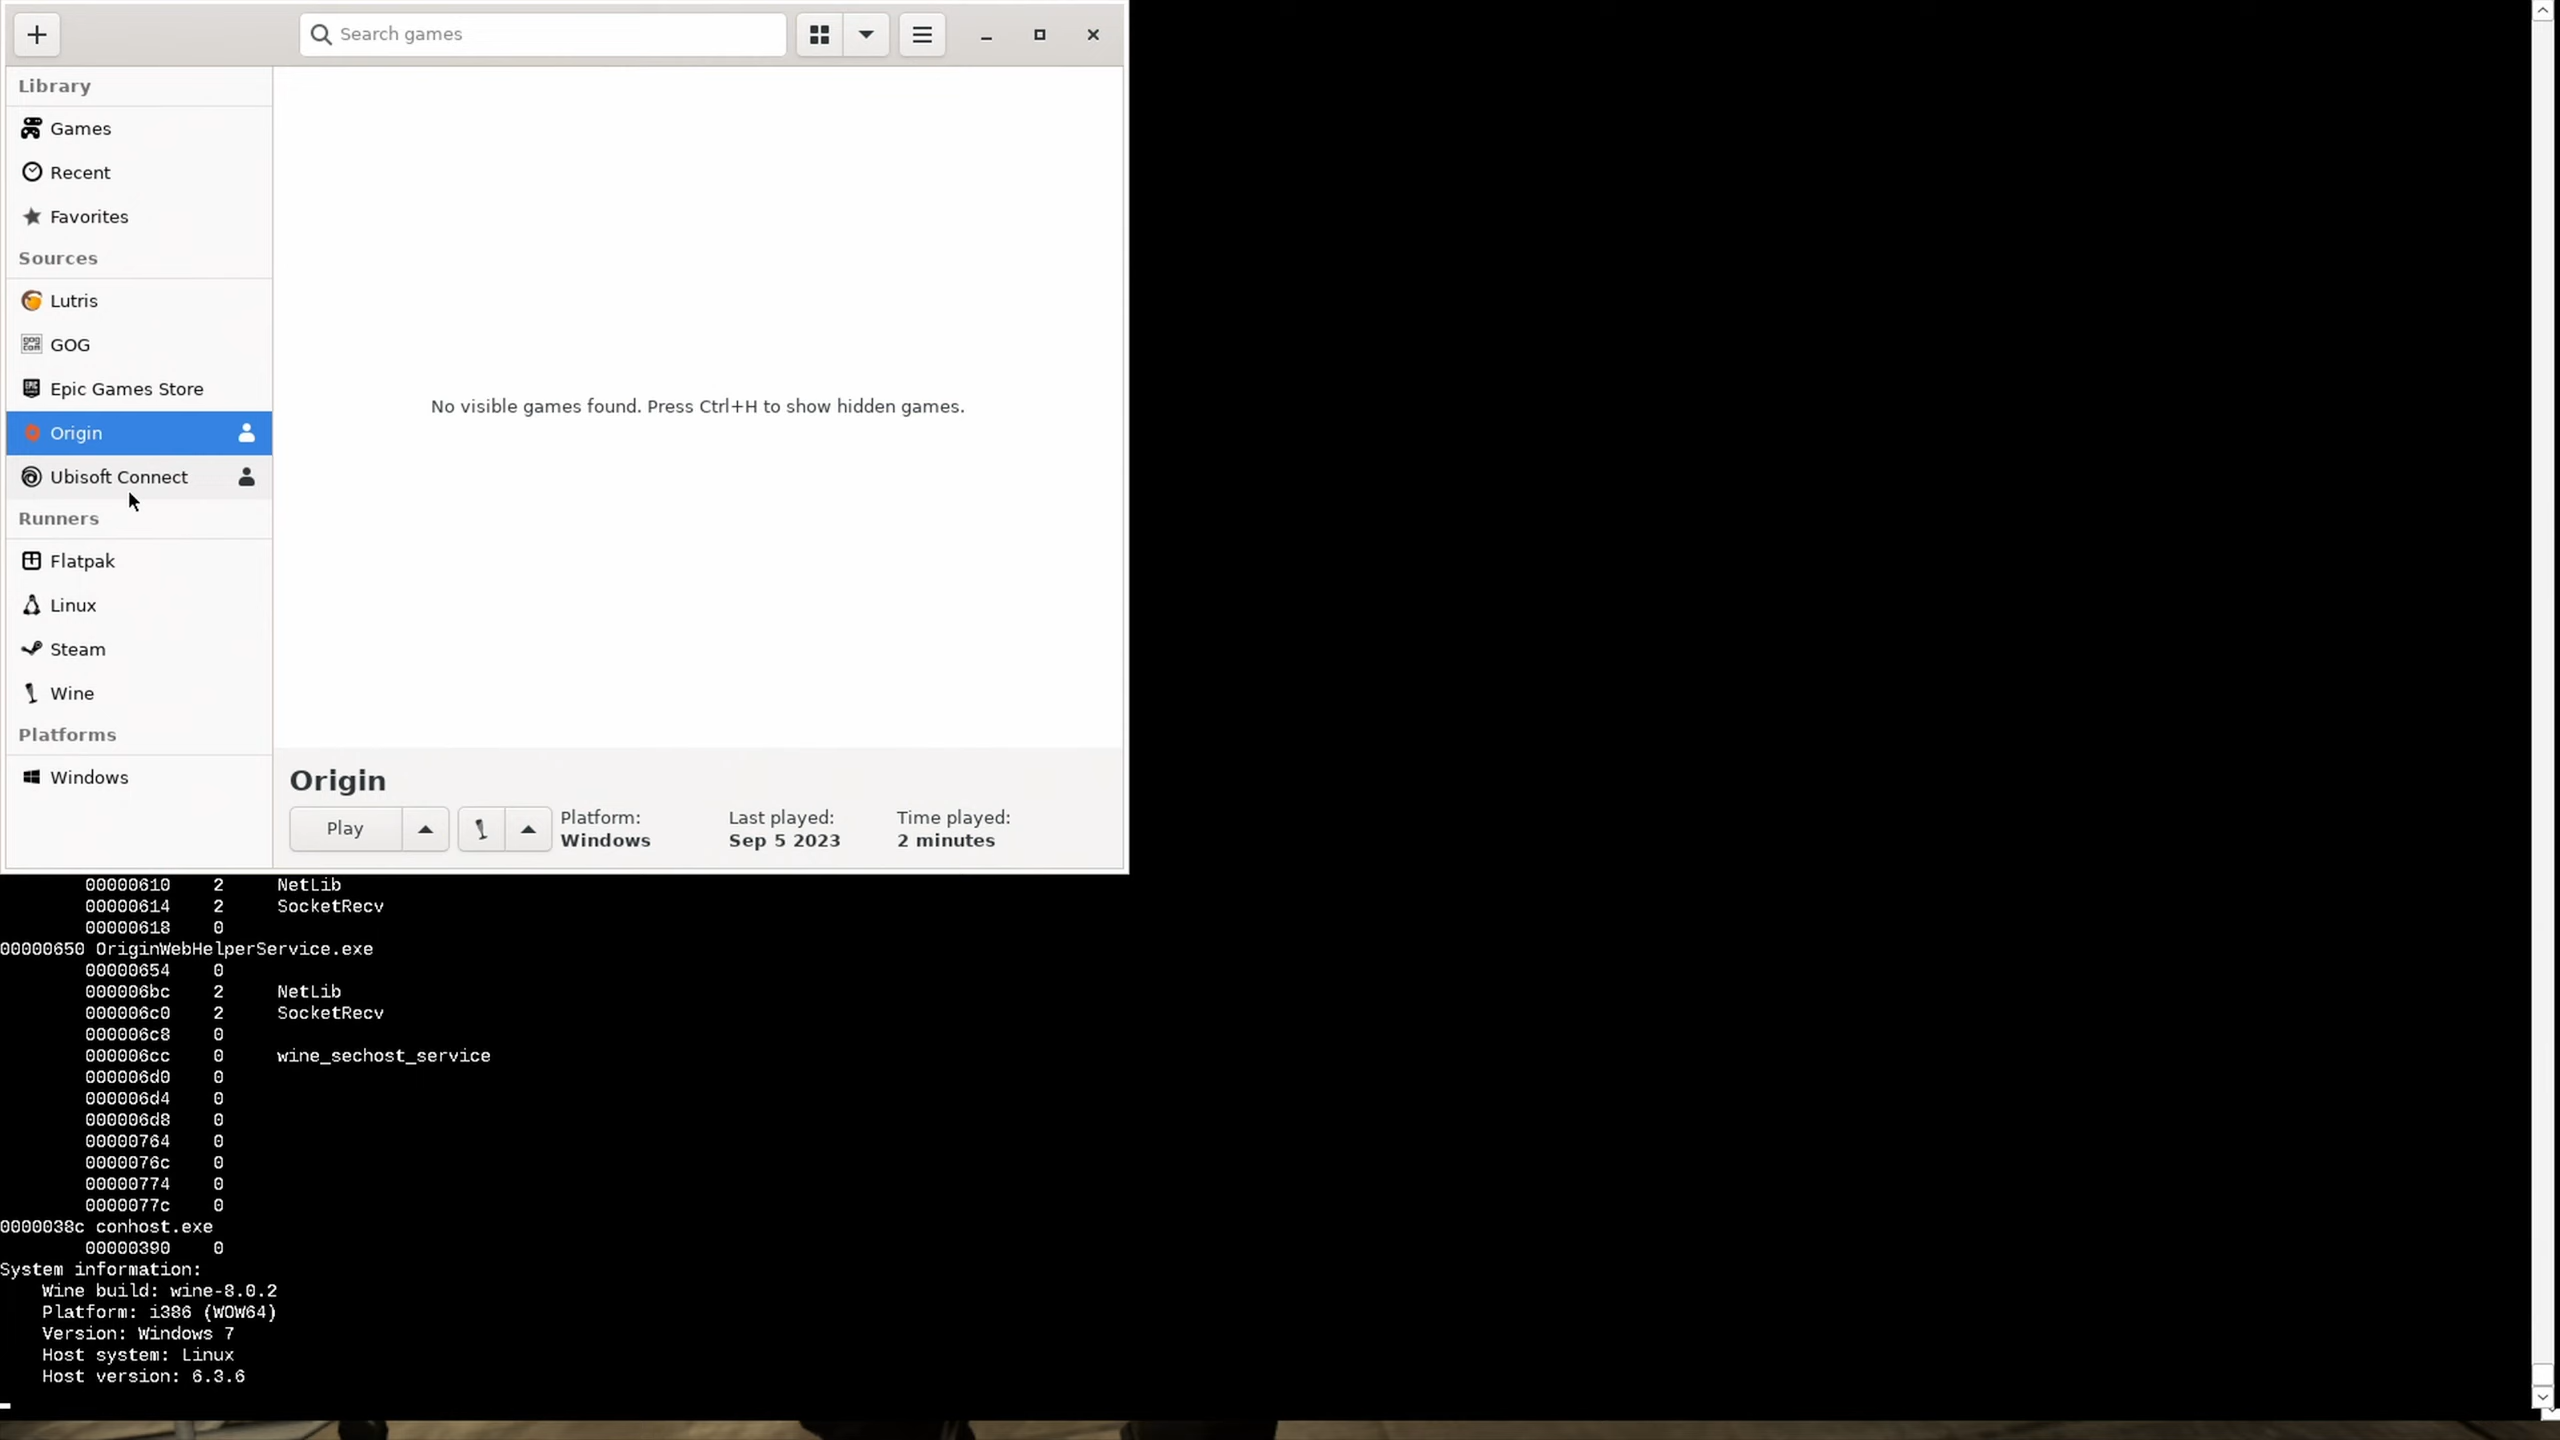 Search games
Library
Games
Recent
Favorites
Sources
Lutris
GOG
Epic Games Store
Origin
Ubisoft Connect
Runners
Flatpak
Linux
Steam
Wine
Platforms
Windows
No visible games found. Press Ctrl+H to show hidden games.
Origin
Play
Platform:
Windows
Last played:
Sep 5 2023
Time played:
2 minutes
00000610 2 NetLib
00000614 2 SocketRecv
00000618 0
00000650 OriginWebHelperService.exe
00000654 0
000006bc 2 NetLib
000006c0 2 SocketRecv
000006c8 0
000006cc 0 wine_sechost_service
000006d0 0
000006d4 0
000006d8 0
00000764 0
0000076c 0
00000774 0
0000077c 0
0000038c conhost.exe
00000390 0
System information:
Wine build: wine-8.0.2
Platform: i386 (WOW64)
Version: Windows 7
Host system: Linux
Host version: 6.3.6